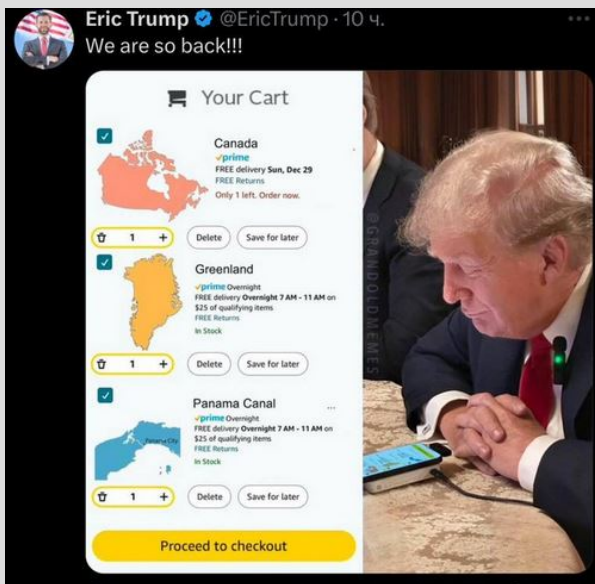 Eric Trump @EricTrump · 10 ч.
We are so back!!!
Your Cart
Canada
prime
FREE delivery Sun, Dec 29
FREE Returns
Only 1 left. Order now.
1 + Delete Save for later
Greenland
prime Overnight
FREE delivery Overnight 7 AM - 11 AM on
$25 of qualifying items
FREE Returns
In Stock
1 + Delete Save for later
Panama Canal
prime Overnight
FREE delivery Overnight 7 AM - 11 AM on
$25 of qualifying items
FREE Returns
In Stock
Panama City
1 + Delete Save for later
Proceed to checkout
@GRANDOLDMEMES